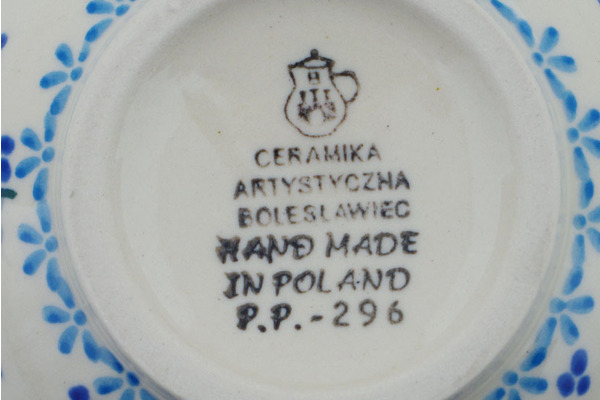 CERAMIKA
ARTYSTYCZNA
BOLESŁAWIEC
HAND MADE
IN POLAND
P.P.-296